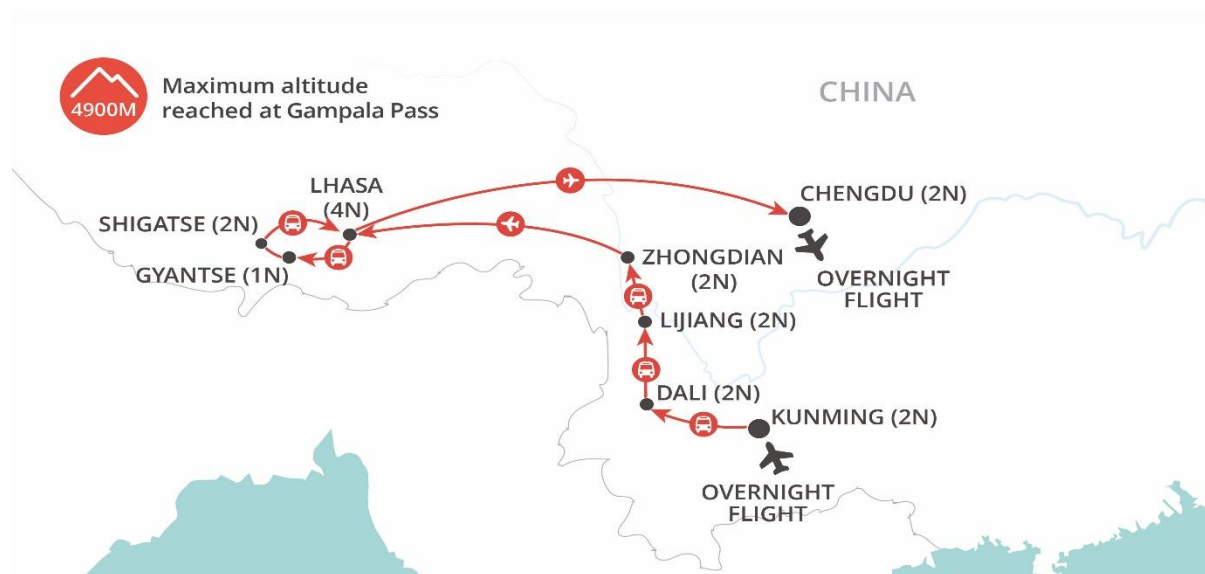 4900M
Maximum altitude
reached at Gampala Pass
CHINA
LHASA
(4N)
SHIGATSE (2N)
GYANTSE (1N)
CHENGDU (2N)
OVERNIGHT
FLIGHT
ZHONGDIAN
(2N)
LIJIANG (2N)
DALI (2N)
KUNMING (2N)
OVERNIGHT
FLIGHT